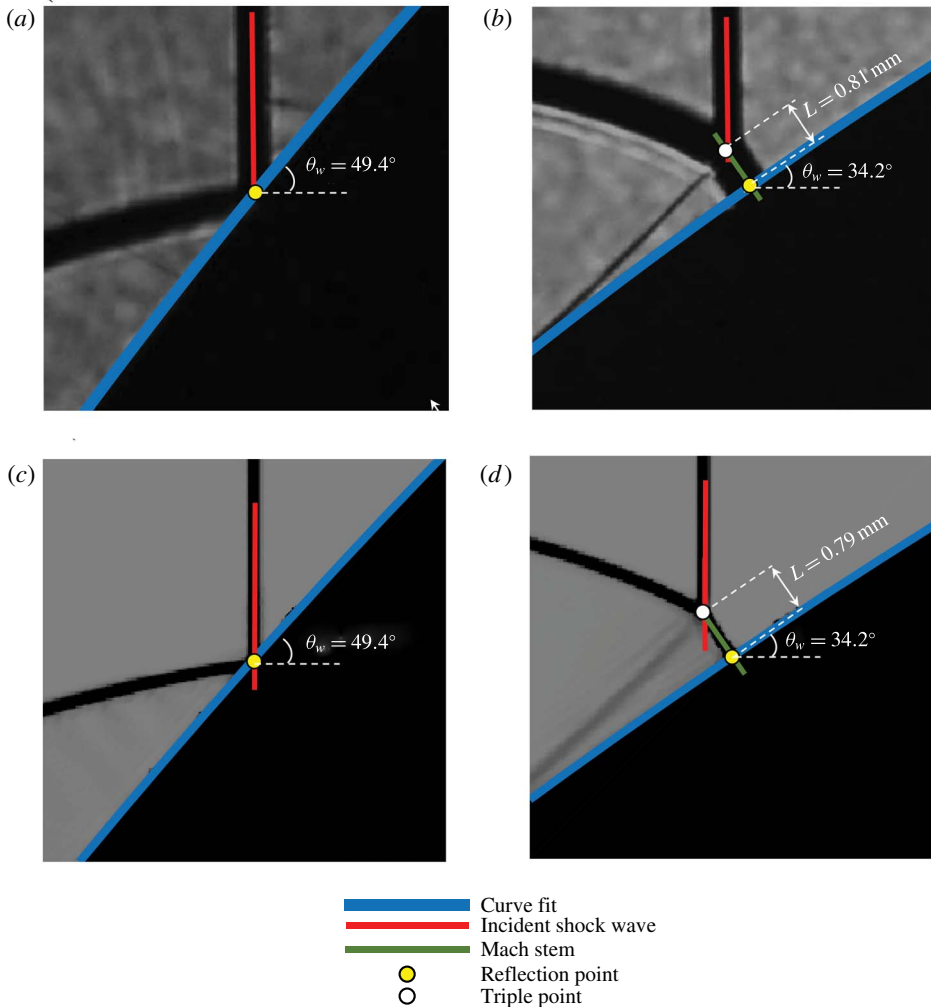 (a)
(b)
L = 0.81 mm
θw = 49.4°
θw = 34.2°
(c)
(d)
L = 0.79 mm
θw = 49.4°
θw = 34.2°
Curve fit
Incident shock wave
Mach stem
Reflection point
Triple point